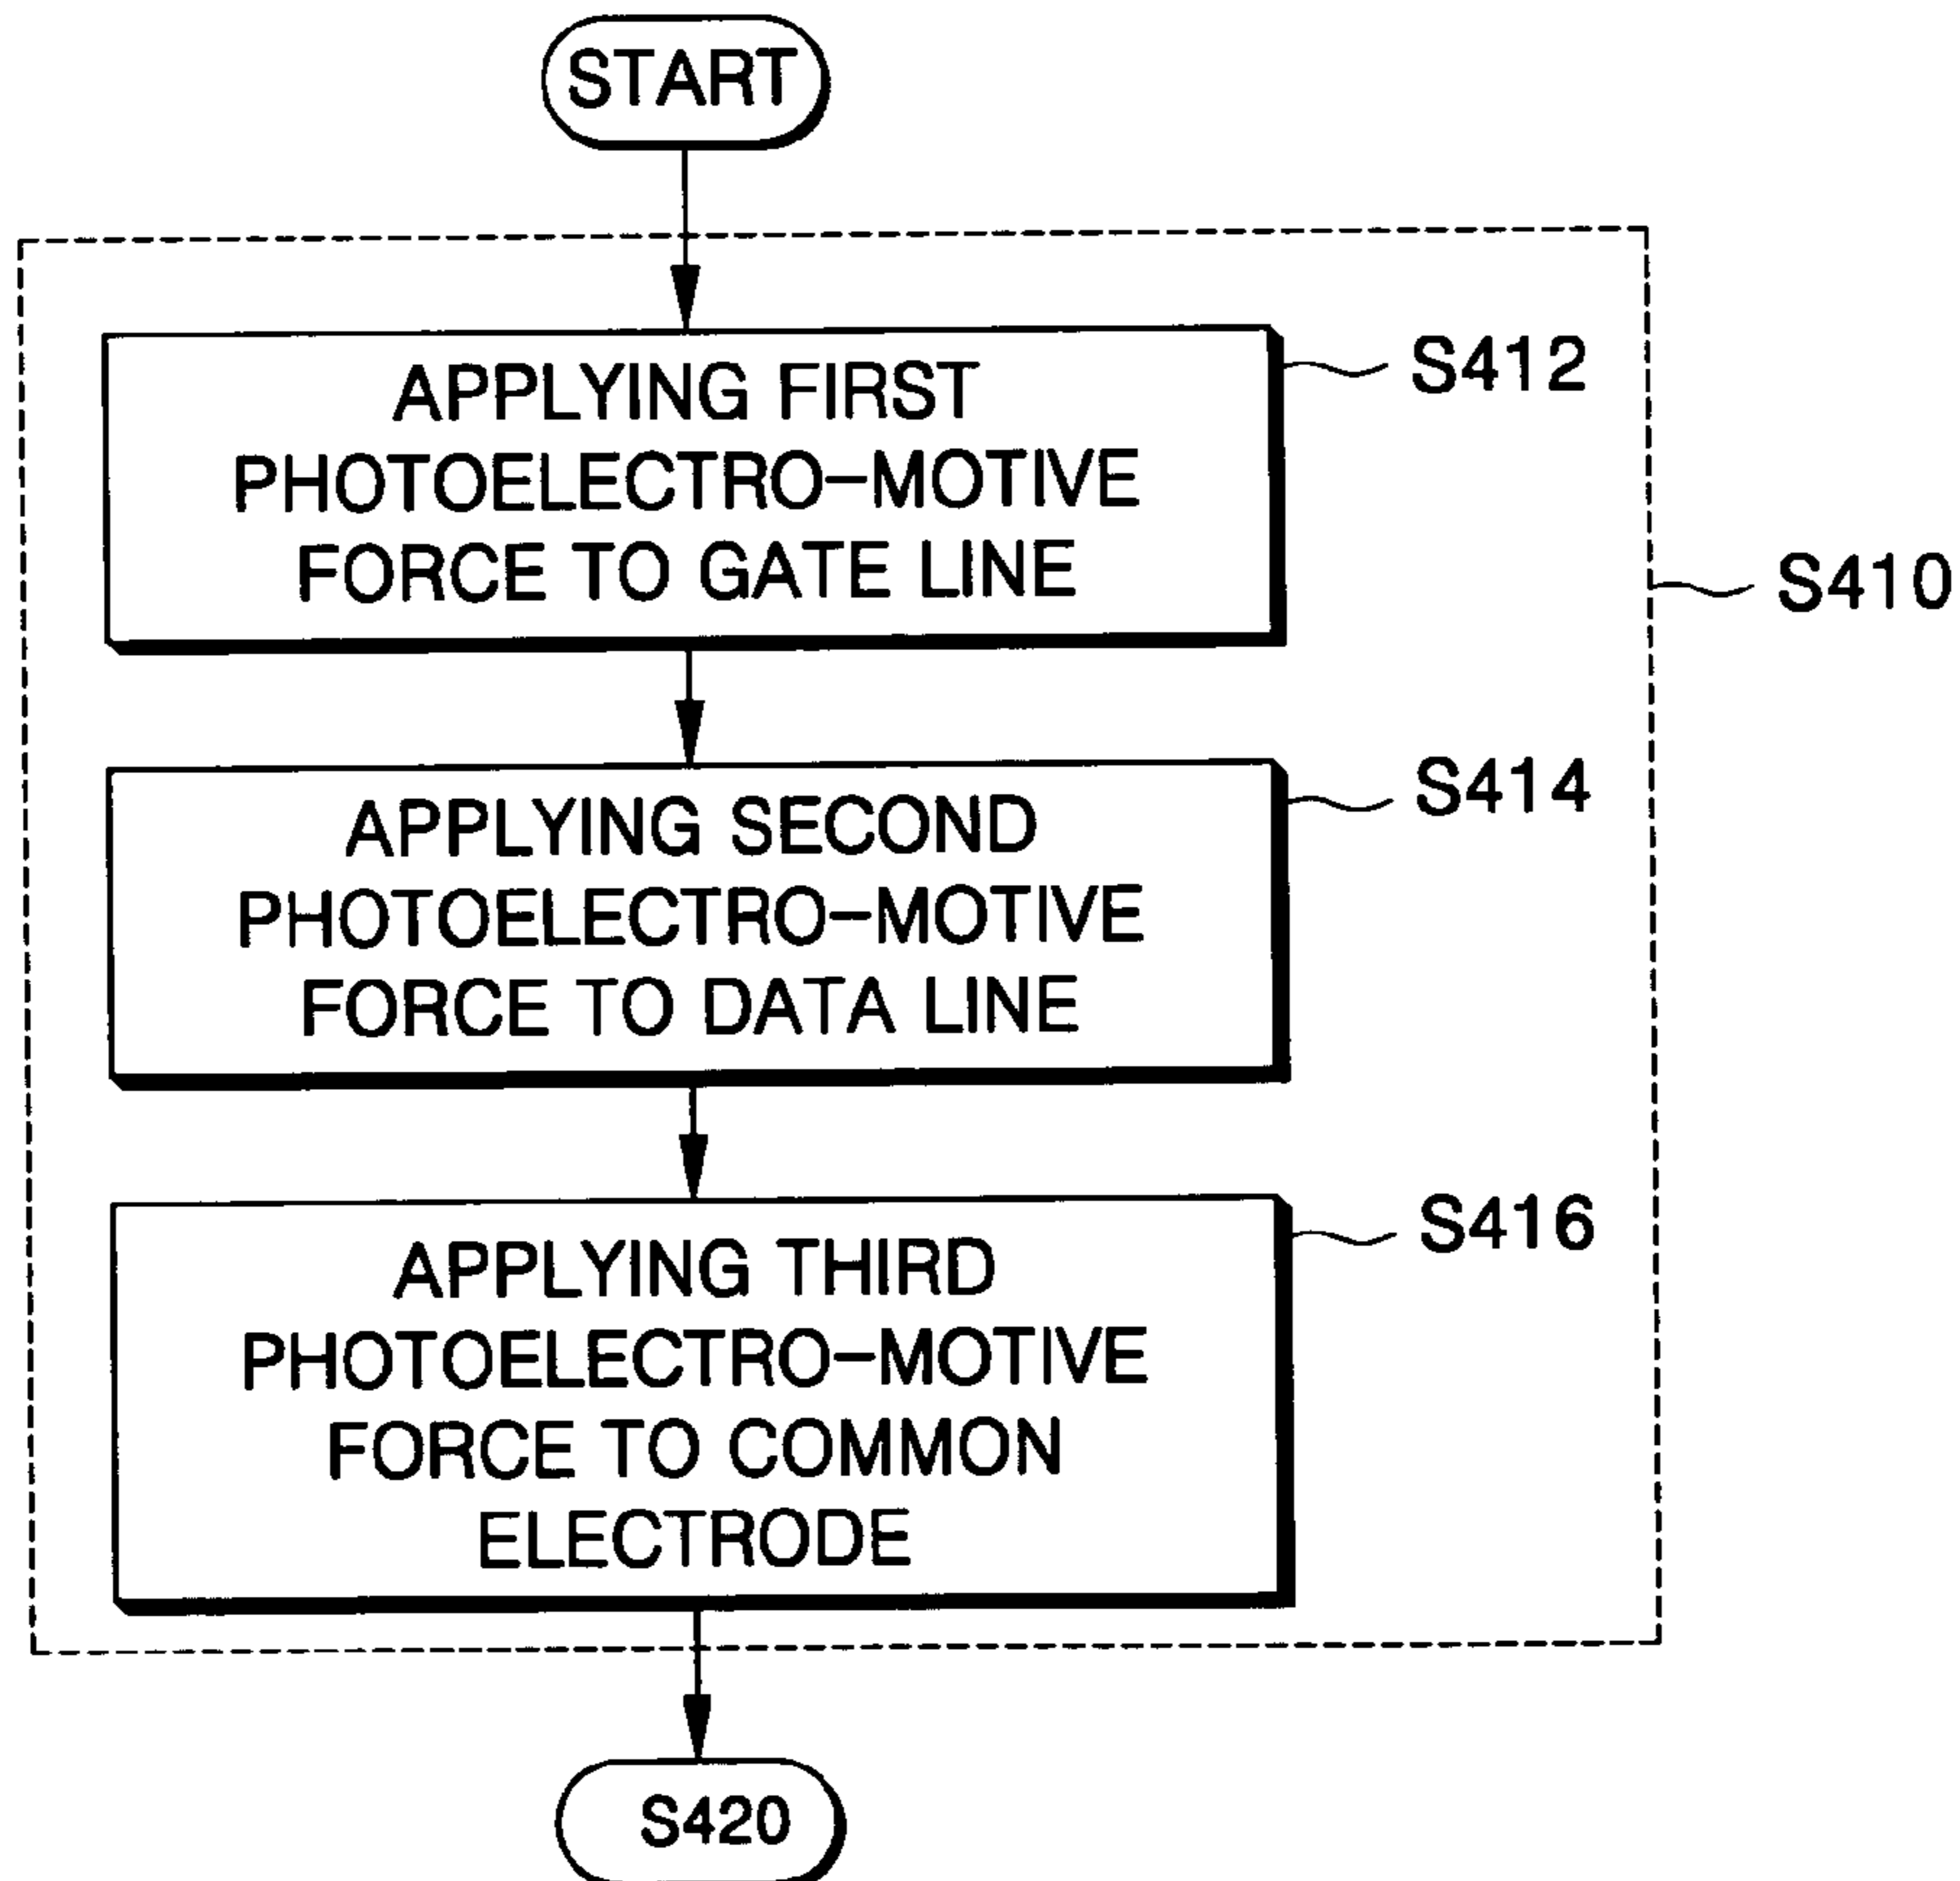 START
APPLYING FIRST
PHOTOELECTRO-MOTIVE
FORCE TO GATE LINE
S412
S410
APPLYING SECOND
PHOTOELECTRO-MOTIVE
FORCE TO DATA LINE
S414
APPLYING THIRD
PHOTOELECTRO-MOTIVE
FORCE TO COMMON
ELECTRODE
S416
S420